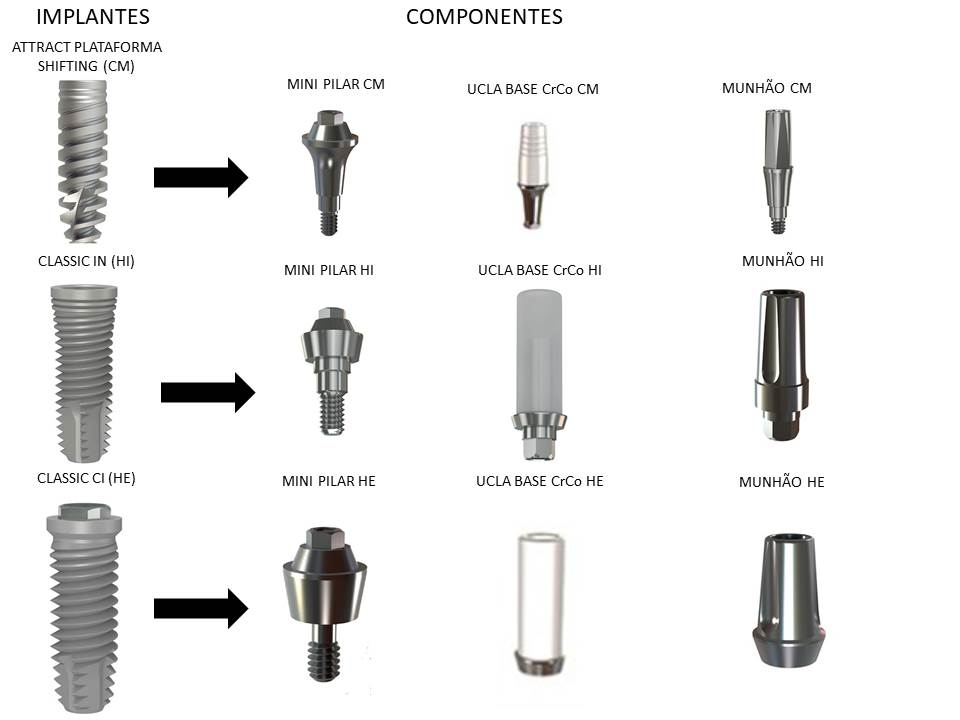 IMPLANTES
COMPONENTES
ATTRACT PLATAFORMA
SHIFTING (CM)
MINI PILAR CM
UCLA BASE CrCo CM
MUNHÃO CM
CLASSIC IN (HI)
MINI PILAR HI
UCLA BASE CrCo HI
MUNHÃO HI
CLASSIC CI (HE)
MINI PILAR HE
UCLA BASE CrCo HE
MUNHÃO HE